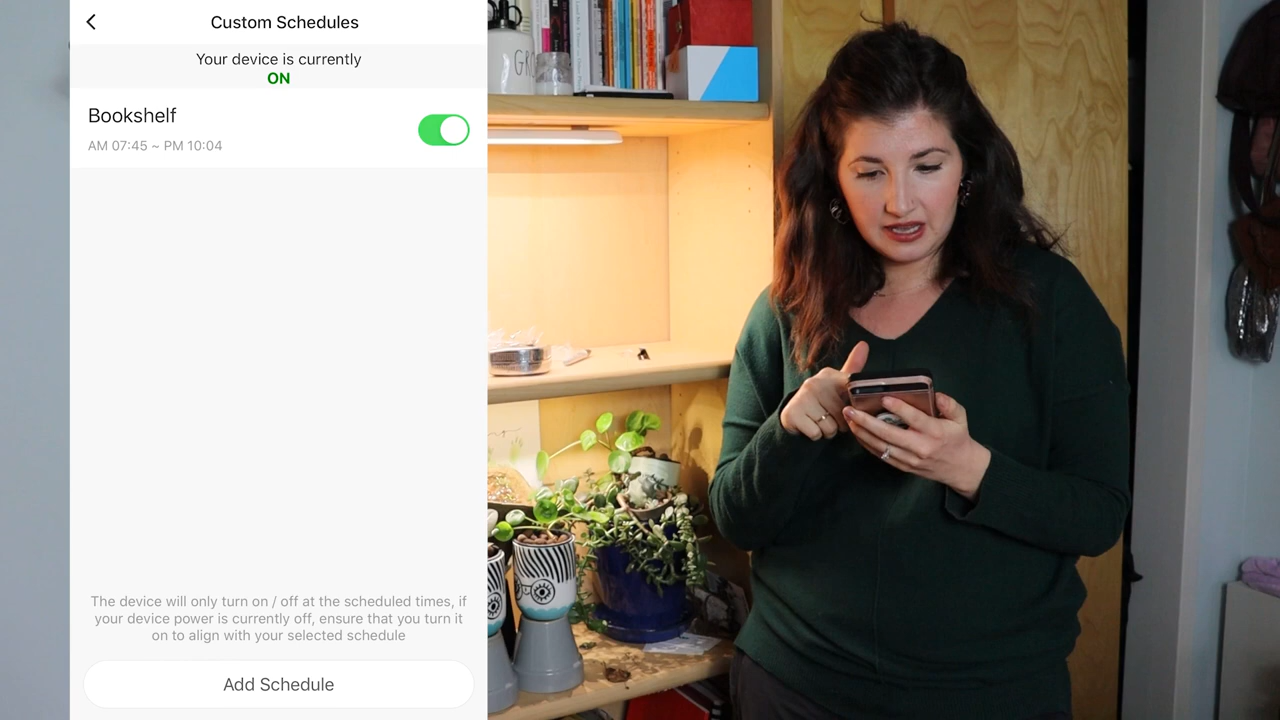 Custom Schedules
Your device is currently
ON
Bookshelf
AM 07:45 ~ PM 10:04
The device will only turn on / off at the scheduled times, if
your device power is currently off, ensure that you turn it
on to align with your selected schedule
Add Schedule